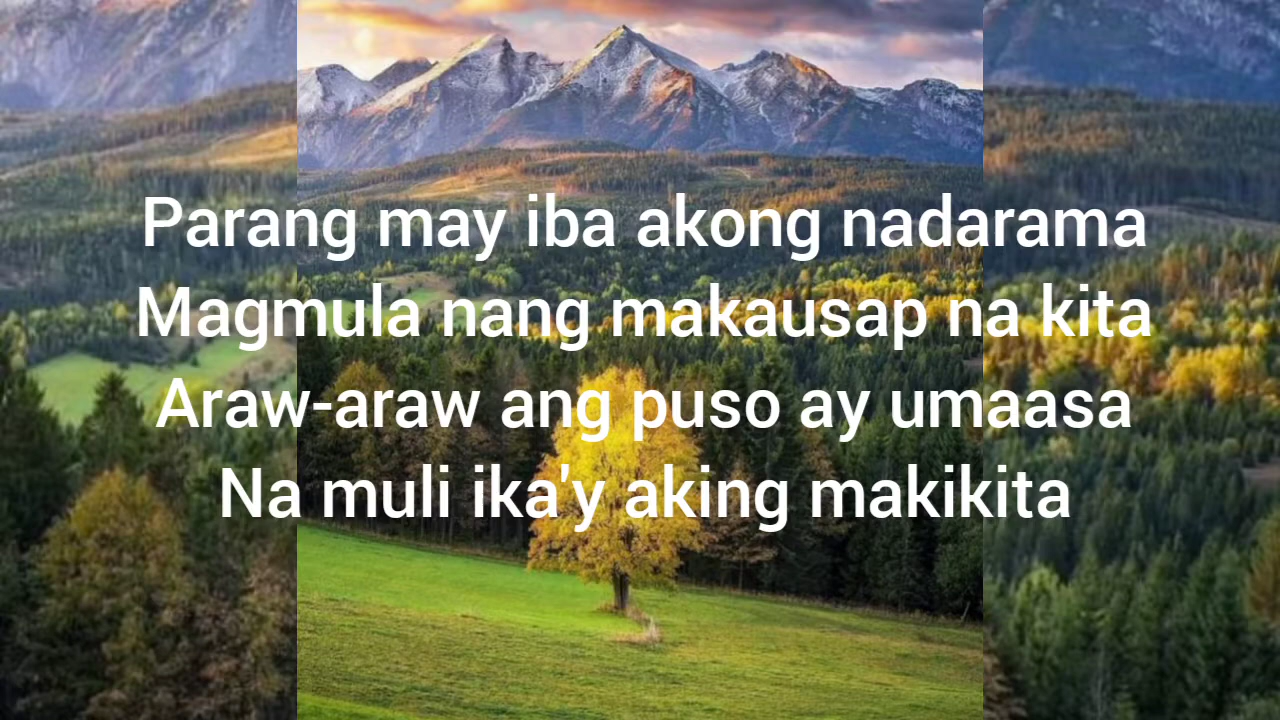 Parang may iba akong nadarama
Magmula nang makausap na kita
Araw-araw ang puso ay umaasa
Na muli ika'y aking makikita